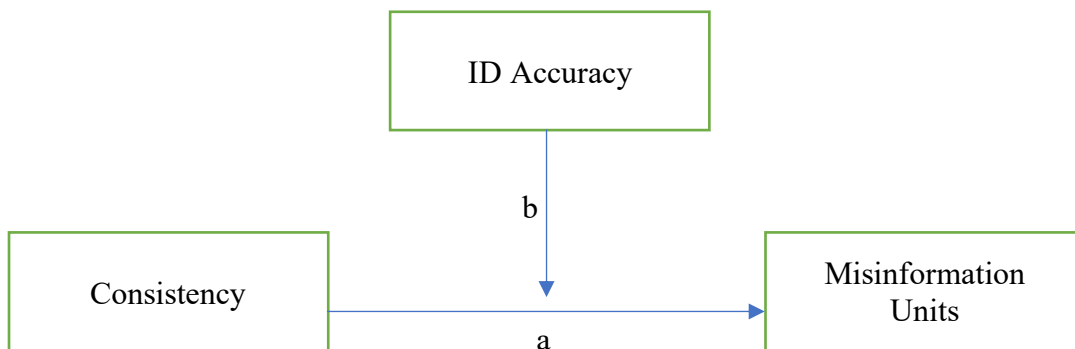 ID Accuracy
b
Consistency
Misinformation
Units
a